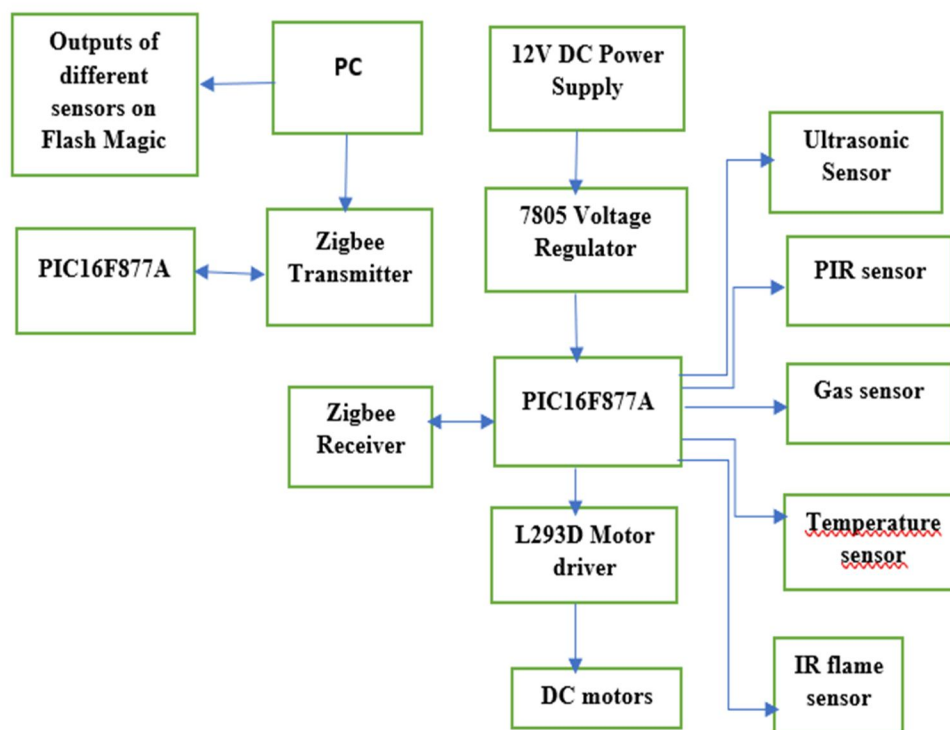 Outputs of
different
sensors on
Flash Magic
PC
12V DC Power
Supply
Ultrasonic
Sensor
PIC16F877A
Zigbee
Transmitter
7805 Voltage
Regulator
PIR sensor
Zigbee
Receiver
PIC16F877A
Gas sensor
L293D Motor
driver
Temperature
sensor
DC motors
IR flame
sensor